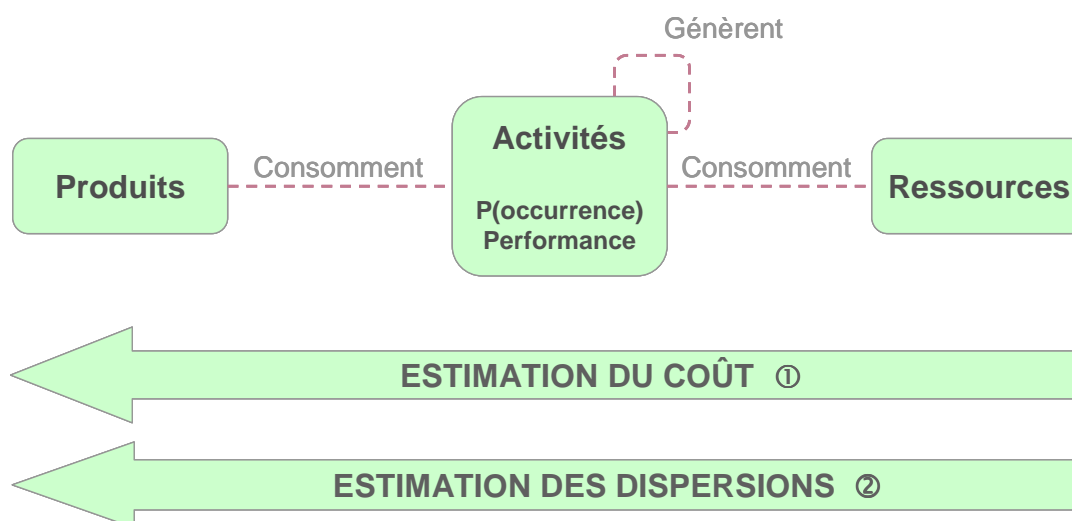 Génèrent
Activités
Produits
Consomment
Consomment
Ressources
P(occurrence)
Performance
ESTIMATION DU COÛT ①
ESTIMATION DES DISPERSIONS ②